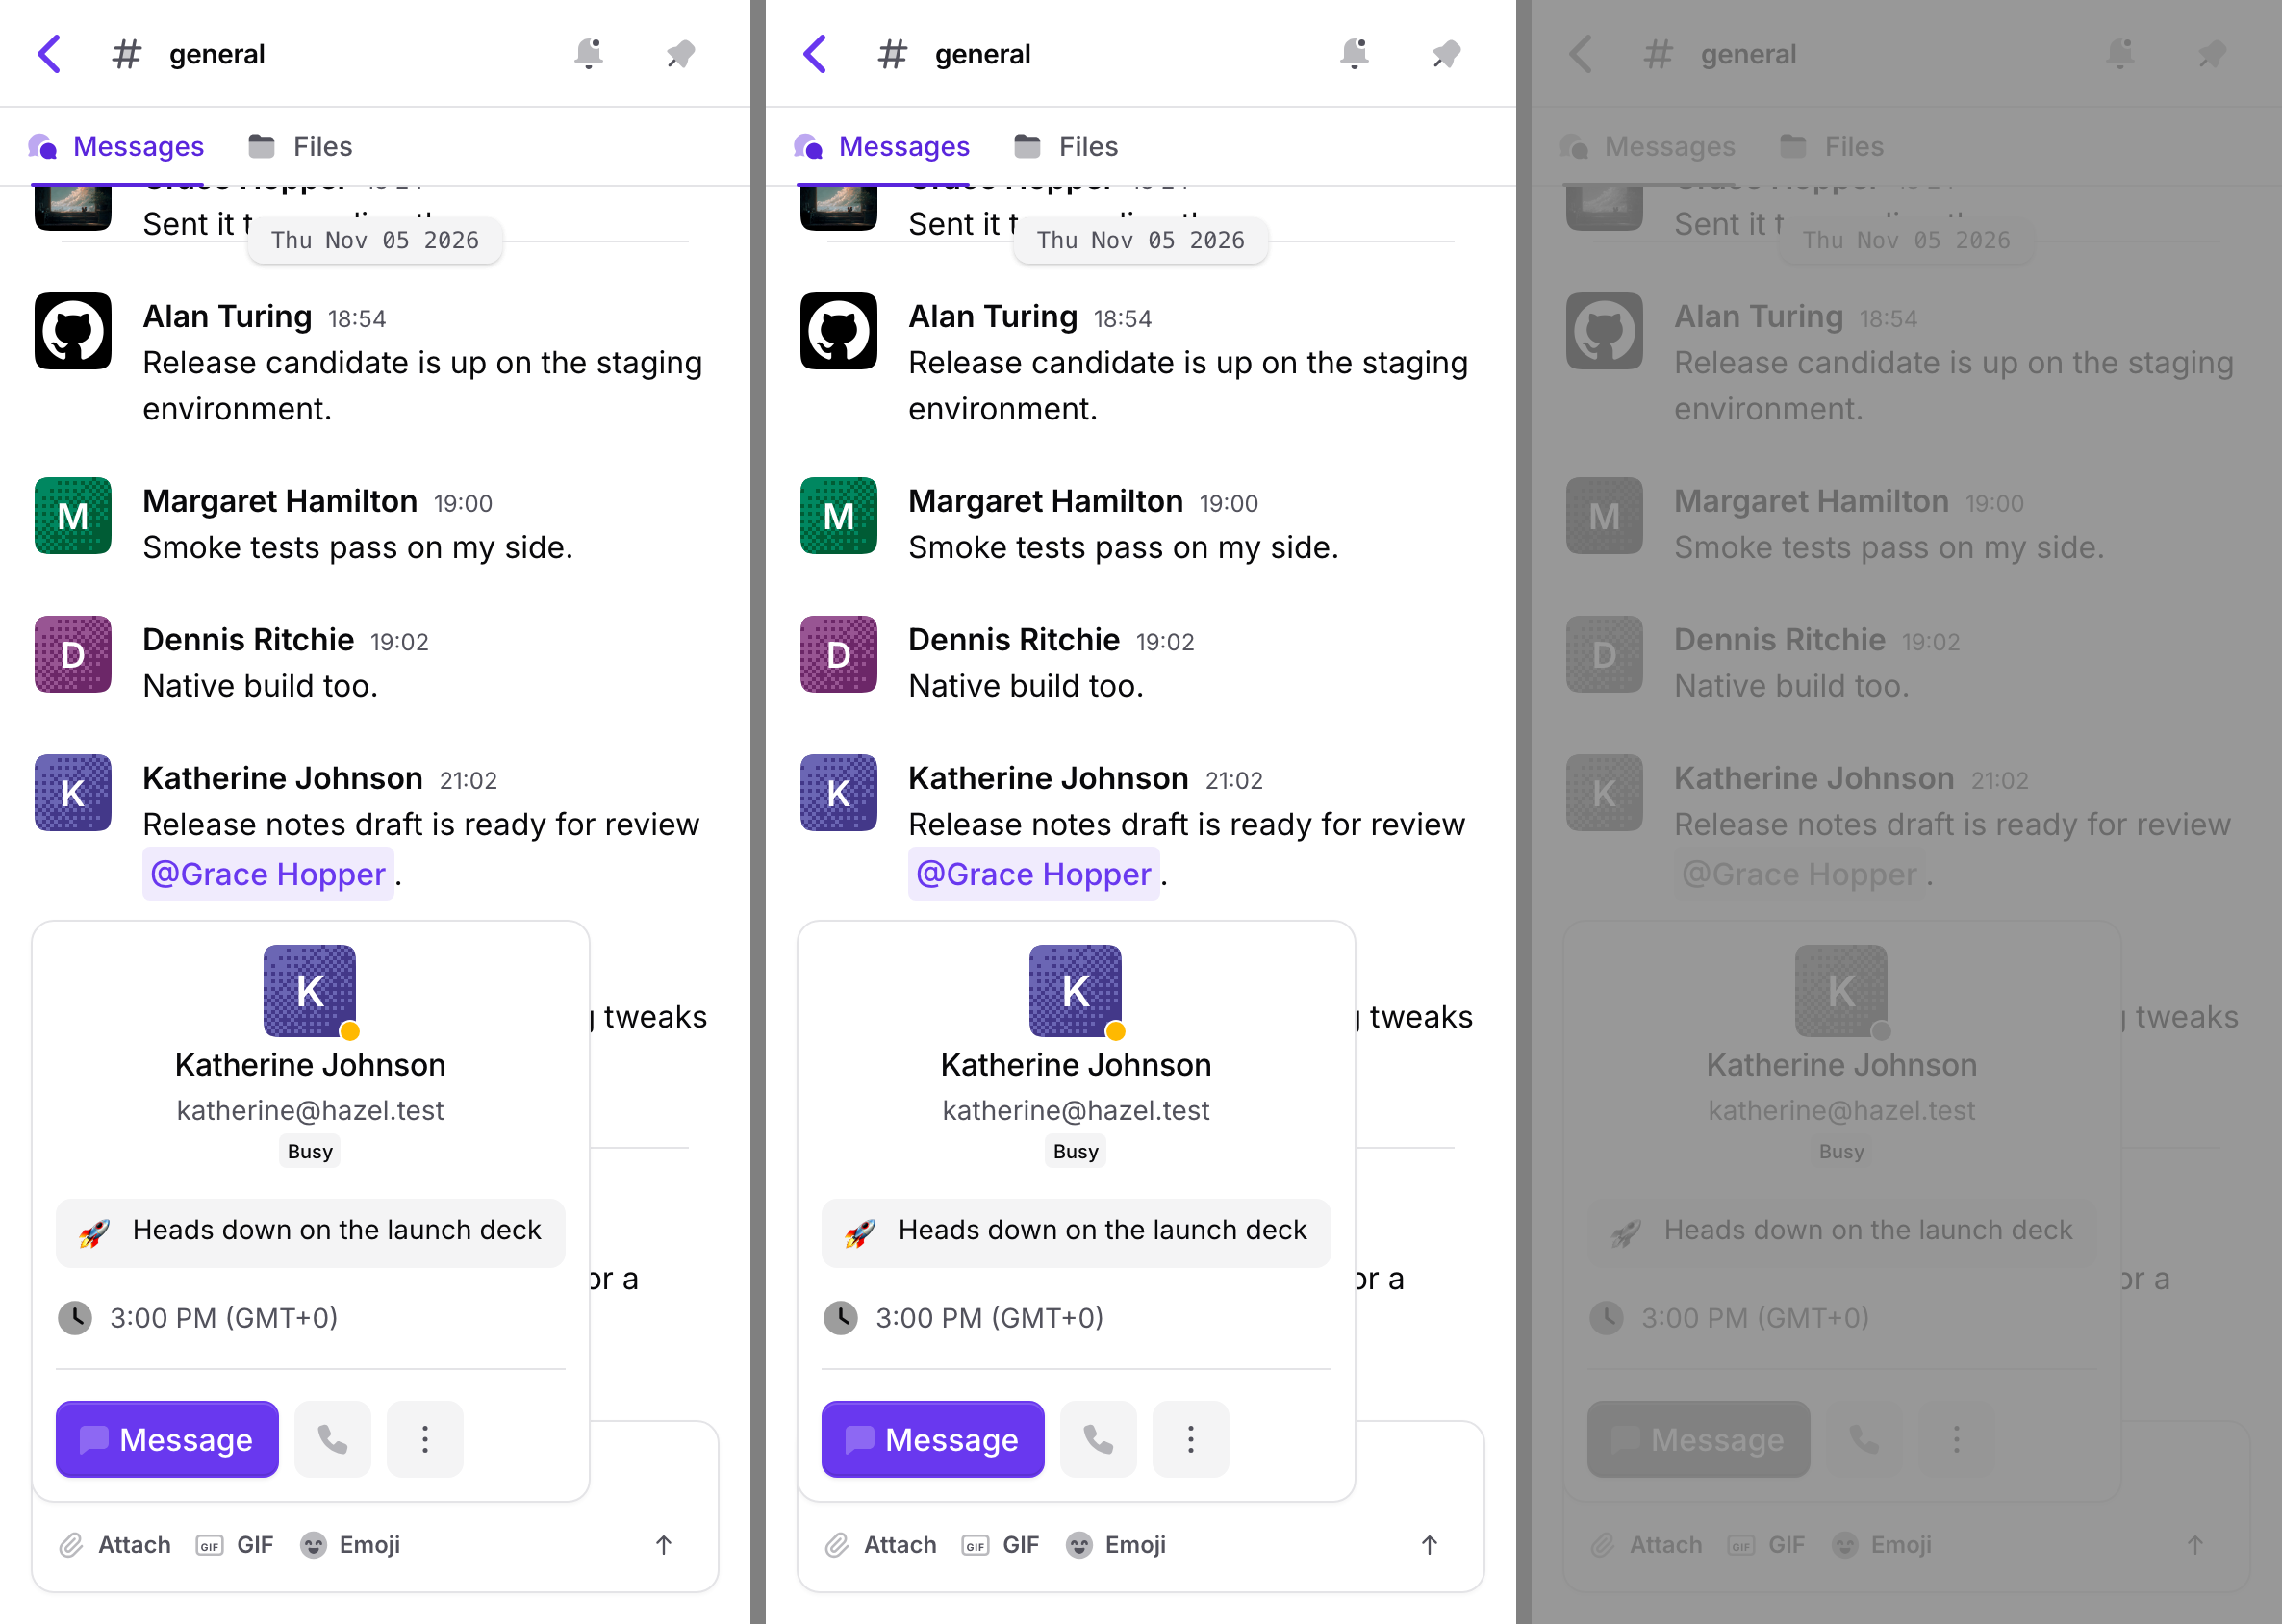 general
Messages Files
Sent it
Thu Nov 05 2026
Alan Turing 18:54
Release candidate is up on the staging
environment.
M
Margaret Hamilton 19:00
Smoke tests pass on my side.
D
Dennis Ritchie 19:02
Native build too.
K
Katherine Johnson 21:02
Release notes draft is ready for review
@Grace Hopper .
K
tweaks
Katherine Johnson
katherine@hazel.test
Busy
🚀 Heads down on the launch deck
or a
3:00 PM (GMT+0)
Message
Attach GIF GIF Emoji
general
Messages Files
Sent it
Thu Nov 05 2026
Alan Turing 18:54
Release candidate is up on the staging
environment.
M
Margaret Hamilton 19:00
Smoke tests pass on my side.
D
Dennis Ritchie 19:02
Native build too.
K
Katherine Johnson 21:02
Release notes draft is ready for review
@Grace Hopper .
K
tweaks
Katherine Johnson
katherine@hazel.test
Busy
🚀 Heads down on the launch deck
or a
3:00 PM (GMT+0)
Message
Attach GIF GIF Emoji
general
Messages Files
Sent it
Thu Nov 05 2026
Alan Turing 18:54
Release candidate is up on the staging
environment.
M
Margaret Hamilton 19:00
Smoke tests pass on my side.
D
Dennis Ritchie 19:02
Native build too.
K
Katherine Johnson 21:02
Release notes draft is ready for review
@Grace Hopper .
K
tweaks
Katherine Johnson
katherine@hazel.test
Busy
🚀 Heads down on the launch deck
or a
3:00 PM (GMT+0)
Message
Attach GIF GIF Emoji